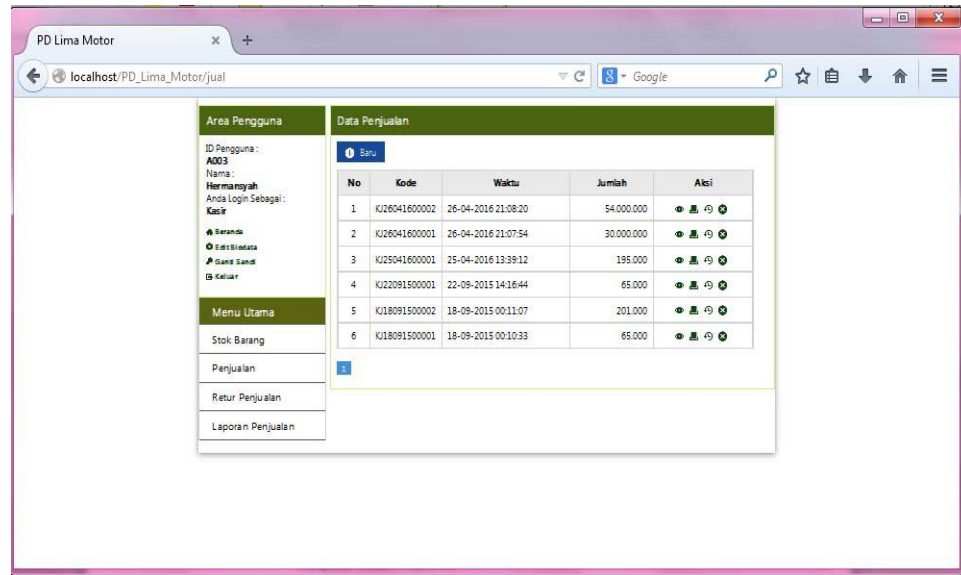 PD Lima Motor
localhost/PD_Lima_Motor/jual
Google
Area Pengguna
ID Pengguna :
A003
Nama :
Hermansyah
Anda Login Sebagai :
Kasir
Beranda
Edit Biodata
Ganti Sandi
Keluar
Menu Utama
Stok Barang
Penjualan
Retur Penjualan
Laporan Penjualan
Data Penjualan
Baru
No Kode Waktu Jumlah Aksi
1 KJ26041600002 26-04-2016 21:08:20 54.000.000
2 KJ26041600001 26-04-2016 21:07:54 30.000.000
3 KJ25041600001 25-04-2016 13:39:12 195.000
4 KJ22091500001 22-09-2015 14:16:44 65.000
5 KJ18091500002 18-09-2015 00:11:07 201.000
6 KJ18091500001 18-09-2015 00:10:33 65.000
1